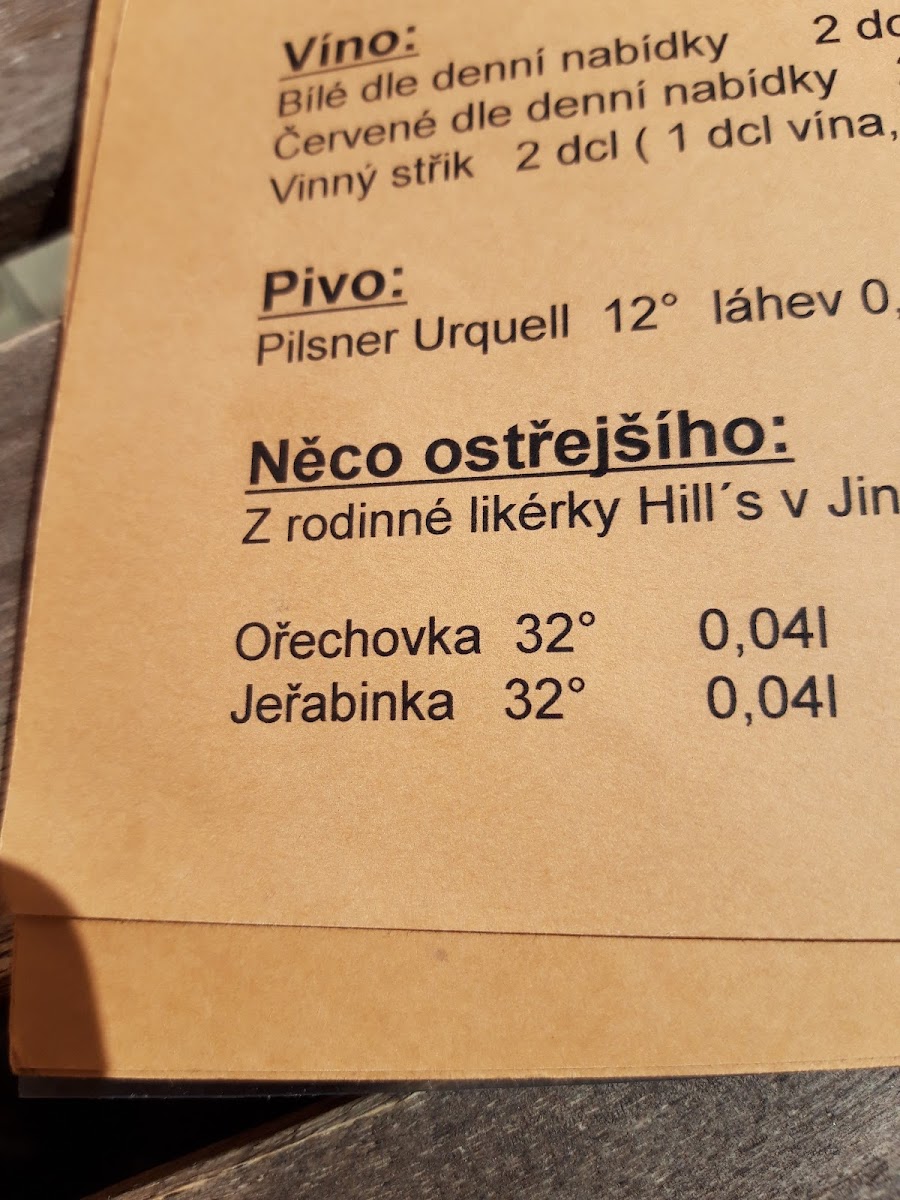 Víno:
Bílé dle denní nabídky 2 dc
Červené dle denní nabídky
Vinný střik 2 dcl ( 1 dcl vína,
Pivo:
Pilsner Urquell 12° láhev 0,
Něco ostřejšího:
Z rodinné likérky Hill´s v Jin
Ořechovka 32° 0,04l
Jeřabinka 32° 0,04l